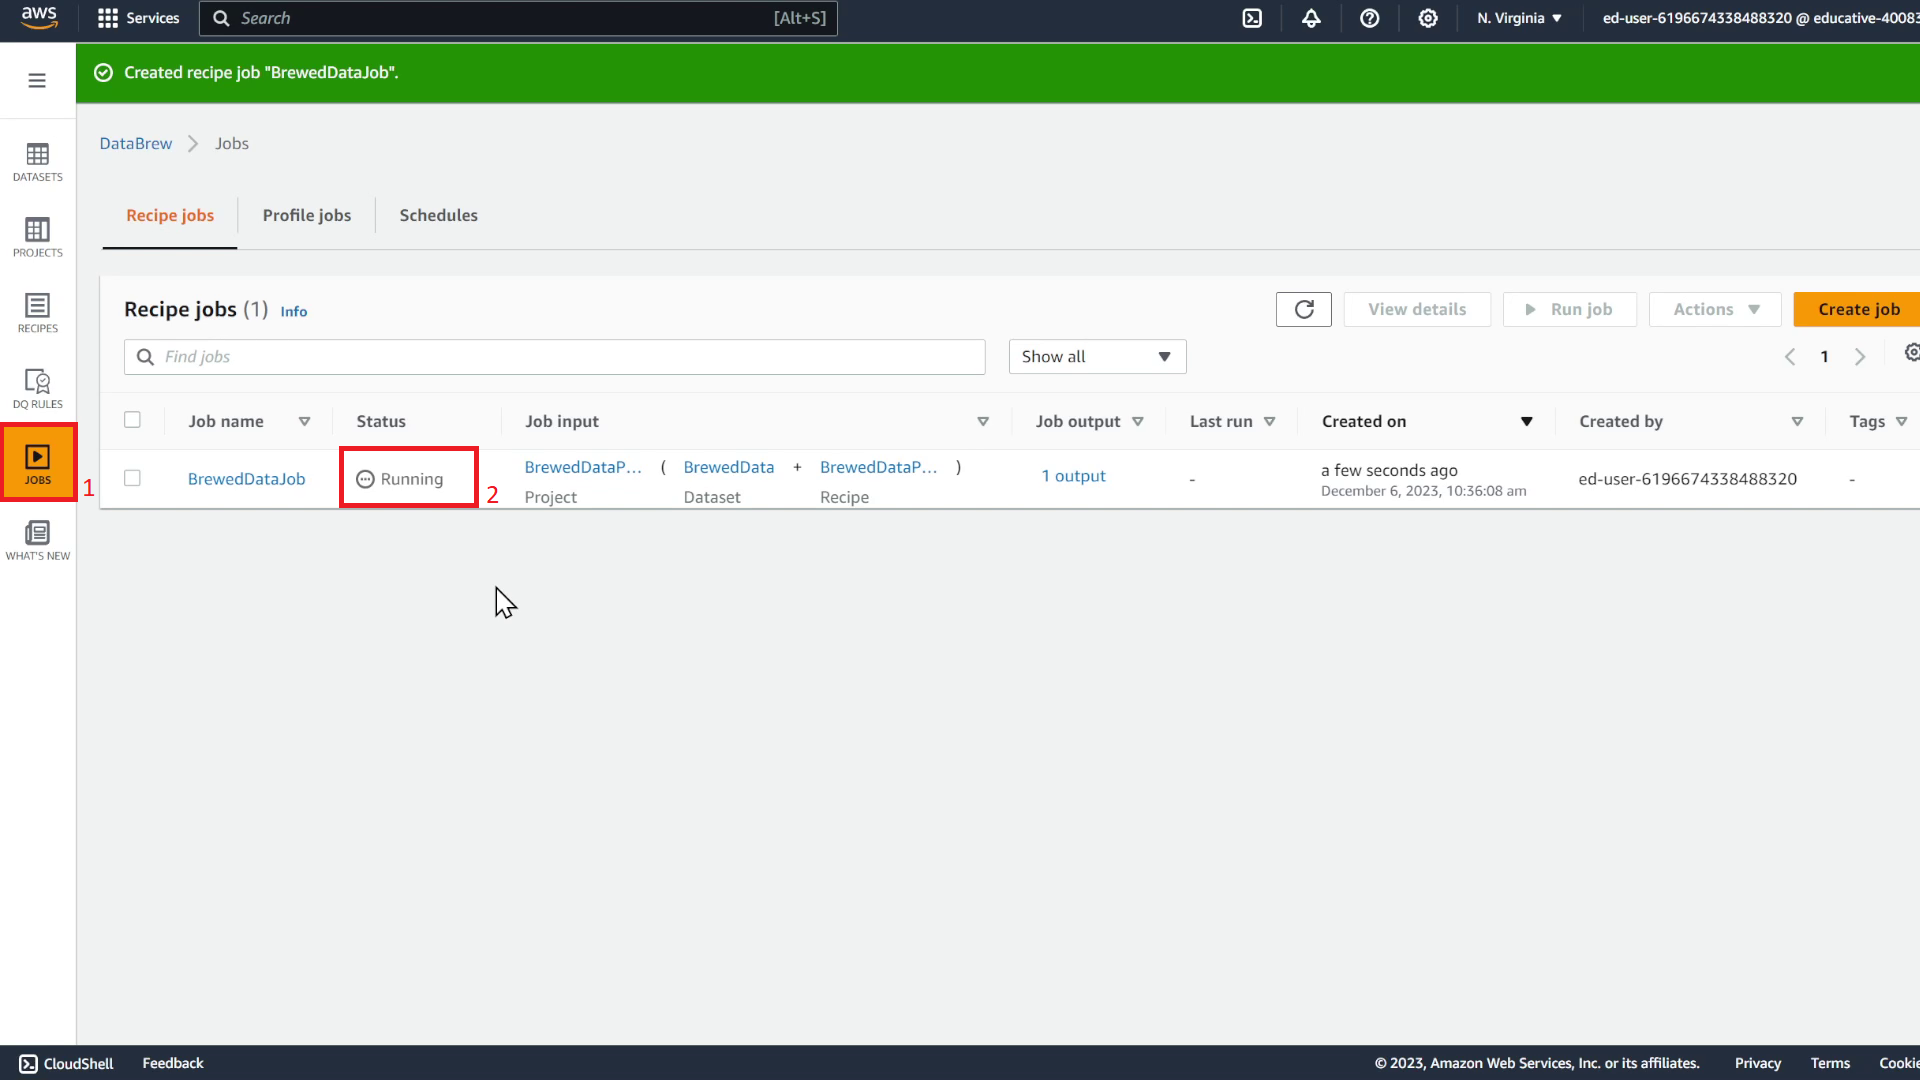 aws Services Search [Alt+S] N. Virginia ed-user-6196674338488320 @ educative-40083
Created recipe job "BrewedDataJob".
DataBrew Jobs
DATASETS
Recipe jobs Profile jobs Schedules
PROJECTS
Recipe jobs (1) Info View details Run job Actions Create job
RECIPES
Find jobs Show all 1
DQ RULES
Job name Status Job input Job output Last run Created on Created by Tags
JOBS 1
BrewedDataJob Running 2 BrewedDataP... ( BrewedData + BrewedDataP... ) 1 output - a few seconds ago ed-user-6196674338488320 -
Project Dataset Recipe December 6, 2023, 10:36:08 am
WHAT'S NEW
CloudShell Feedback © 2023, Amazon Web Services, Inc. or its affiliates. Privacy Terms Cookie